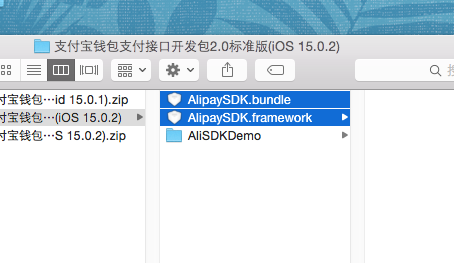 支付宝钱包支付接口开发包2.0标准版(iOS 15.0.2)
付宝钱包…id 15.0.1).zip
付宝钱包…(iOS 15.0.2)
付宝钱包…S 15.0.2).zip
AlipaySDK.bundle
AlipaySDK.framework
AliSDKDemo